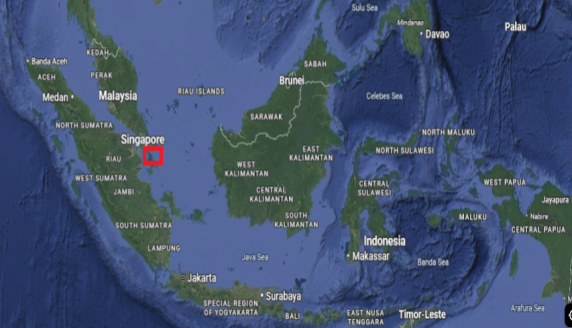 Sulu Sea
Mindanao
Davao
Palau
KEDAH
Banda Aceh
ACEH
PERAK
SABAH
Brunei
Medan
Malaysia
RIAU ISLANDS
Celebes Sea
SARAWAK
NORTH SUMATRA
Singapore
NORTH MALUKU
EAST
KALIMANTAN
NORTH SULAWESI
RIAU
WEST
KALIMANTAN
WEST SUMATRA
JAMBI
CENTRAL
KALIMANTAN
CENTRAL
SULAWESI
WEST PAPUA
Jayapura
SOUTH
KALIMANTAN
MALUKU
Nabire
CENTRAL PAPUA
SOUTH SUMATRA
LAMPUNG
Java Sea
Indonesia
Makassar
Banda Sea
Jakarta
Surabaya
SPECIAL REGION
OF YOGYAKARTA
BALI
EAST NUSA
TENGGARA
Timor-Leste
Arafura Sea